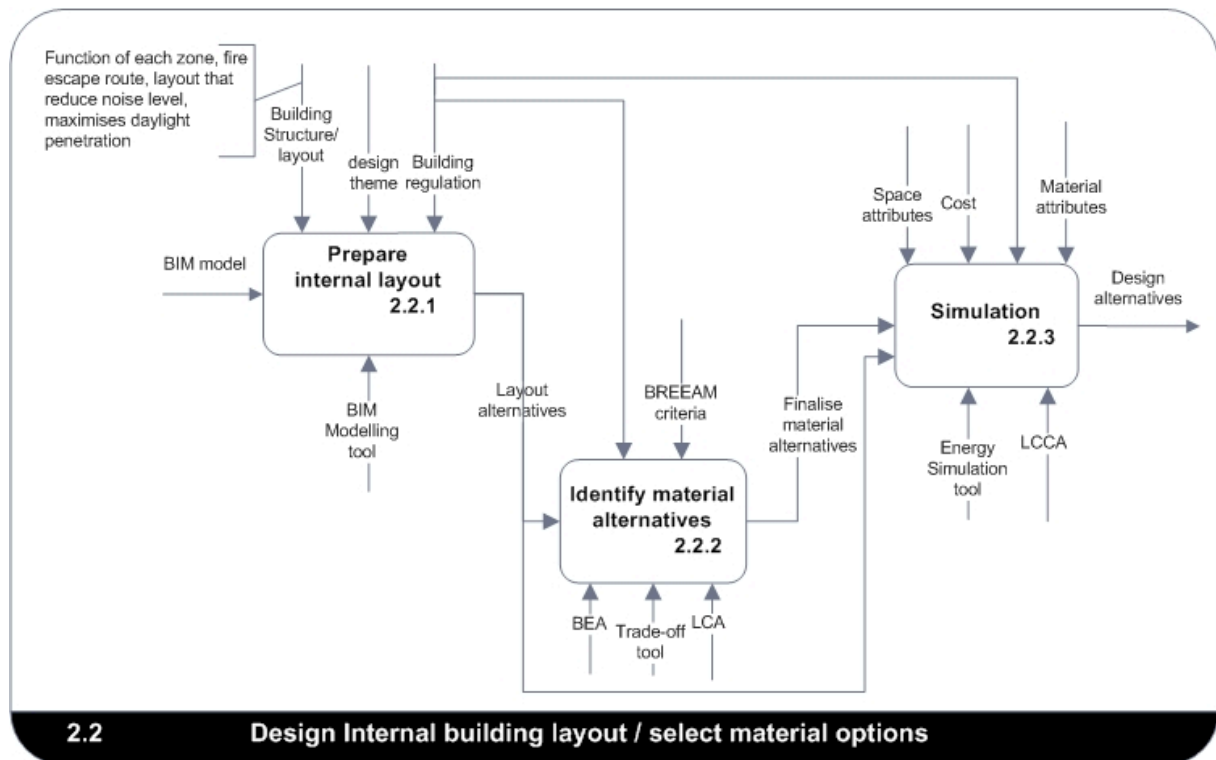 Function of each zone, fire
escape route, layout that
reduce noise level,
maximises daylight
penetration
Building
Structure/
layout
design
theme
Building
regulation
BIM model
Prepare
internal layout
2.2.1
BIM
Modelling
tool
Layout
alternatives
BREEAM
criteria
Identify material
alternatives
2.2.2
BEA
Trade-off
tool
LCA
Finalise
material
alternatives
Space
attributes
Cost
Material
attributes
Simulation
2.2.3
Design
alternatives
Energy
Simulation
tool
LCCA
2.2 Design Internal building layout / select material options